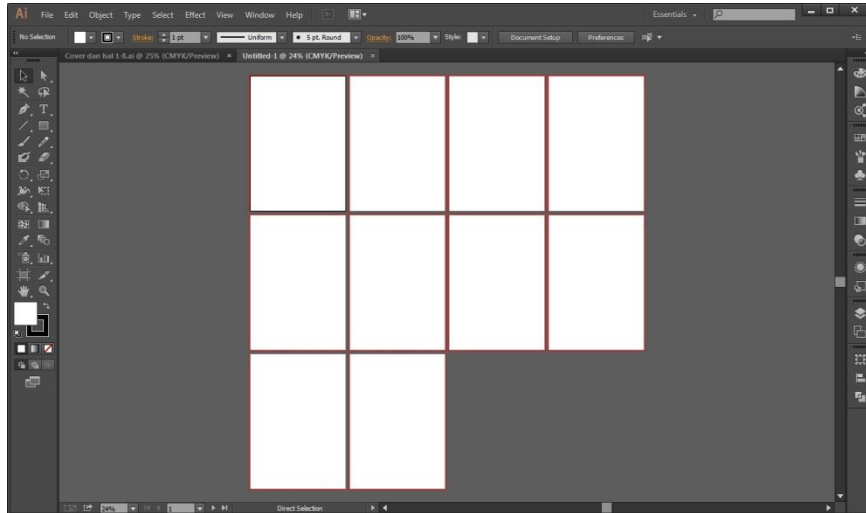 Ai File Edit Object Type Select Effect View Window Help Essentials
No Selection Stroke: 1 pt Uniform 5 pt. Round Opacity: 100% Style: Document Setup Preferences
Cover dan hal 1-8.ai @ 25% (CMYK/Preview) × Untitled-1 @ 24% (CMYK/Preview) ×
24% 1 Direct Selection